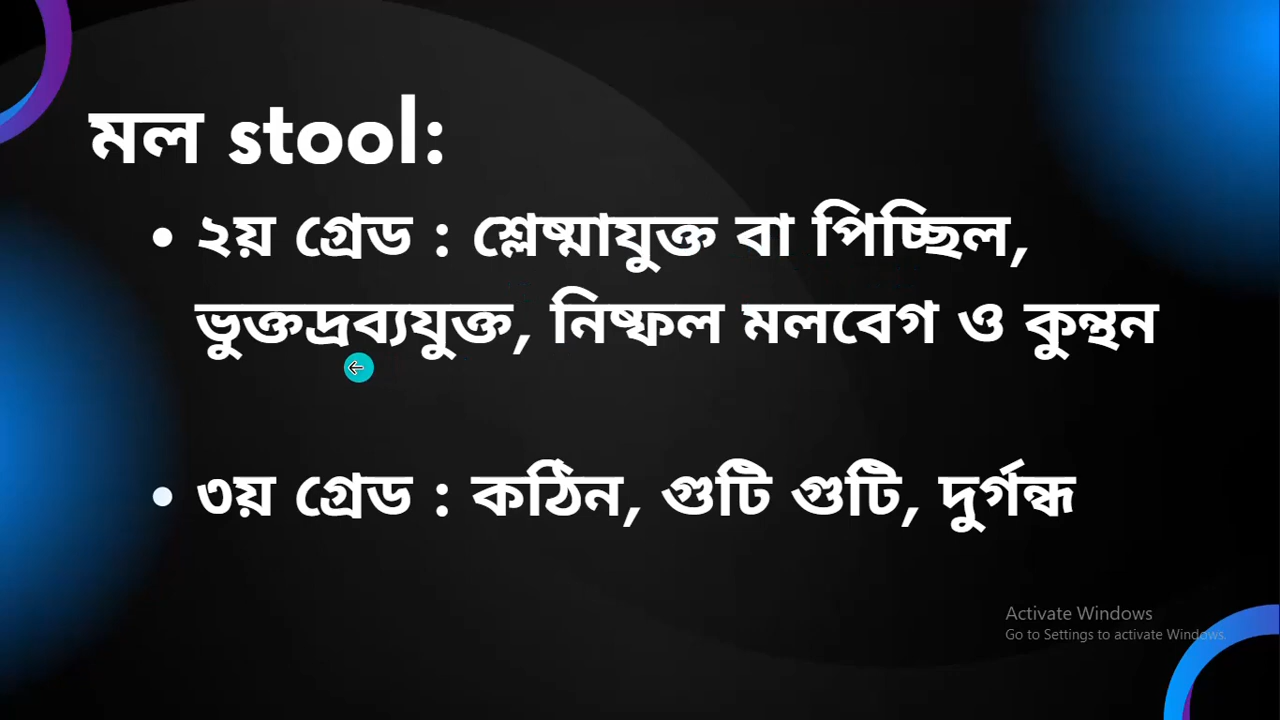 মল stool:
• ২য় গ্রেড : শ্লেষ্মাযুক্ত বা পিচ্ছিল,
ভুক্তদ্রব্যযুক্ত, নিষ্ফল মলবেগ ও কুন্থন
• ৩য় গ্রেড : কঠিন, গুটি গুটি, দুর্গন্ধ
Activate Windows
Go to Settings to activate Windows.